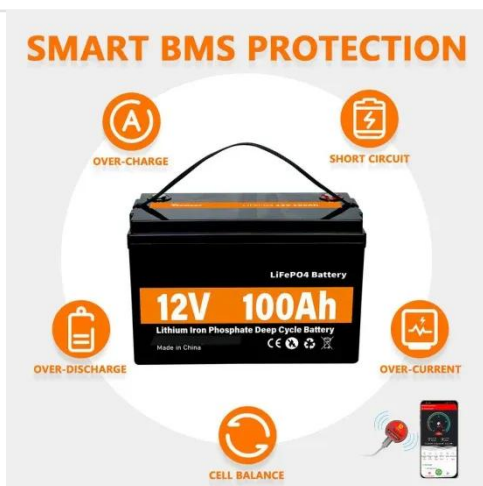 SMART BMS PROTECTION
OVER-CHARGE
SHORT CIRCUIT
LiFePO4 Battery
12V 100Ah
Lithium Iron Phosphate Deep Cycle Battery
Made in China
CE
OVER-DISCHARGE
OVER-CURRENT
CELL BALANCE